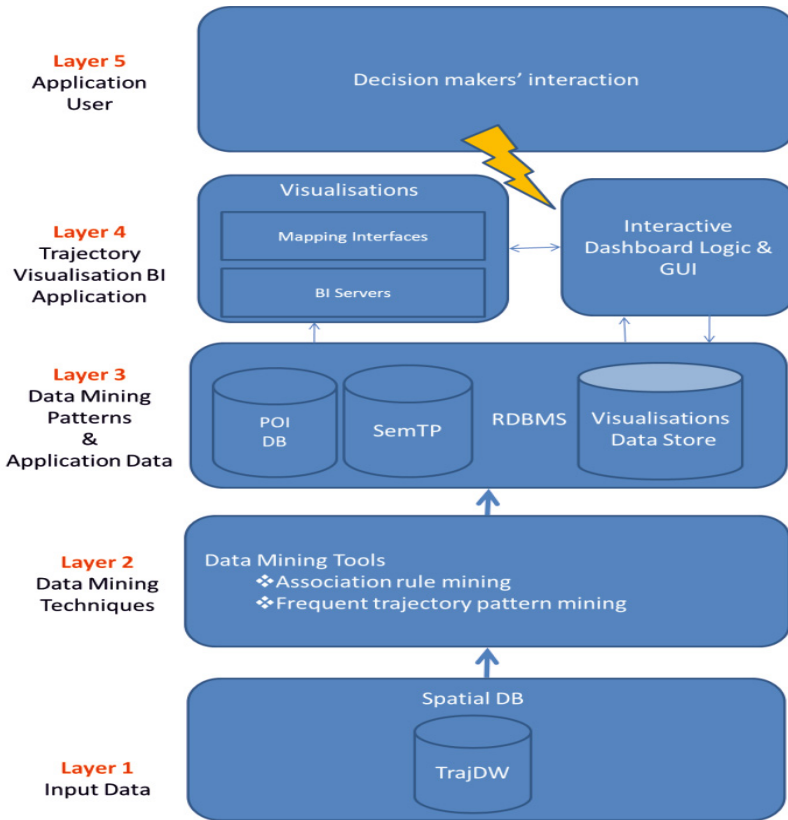 Layer 5
Application
User
Decision makers' interaction
Layer 4
Trajectory
Visualisation BI
Application
Visualisations
Mapping Interfaces
BI Servers
Interactive
Dashboard Logic &
GUI
Layer 3
Data Mining
Patterns
&
Application Data
POI
DB
SemTP
RDBMS
Visualisations
Data Store
Layer 2
Data Mining
Techniques
Data Mining Tools
❖Association rule mining
❖Frequent trajectory pattern mining
Layer 1
Input Data
Spatial DB
TrajDW